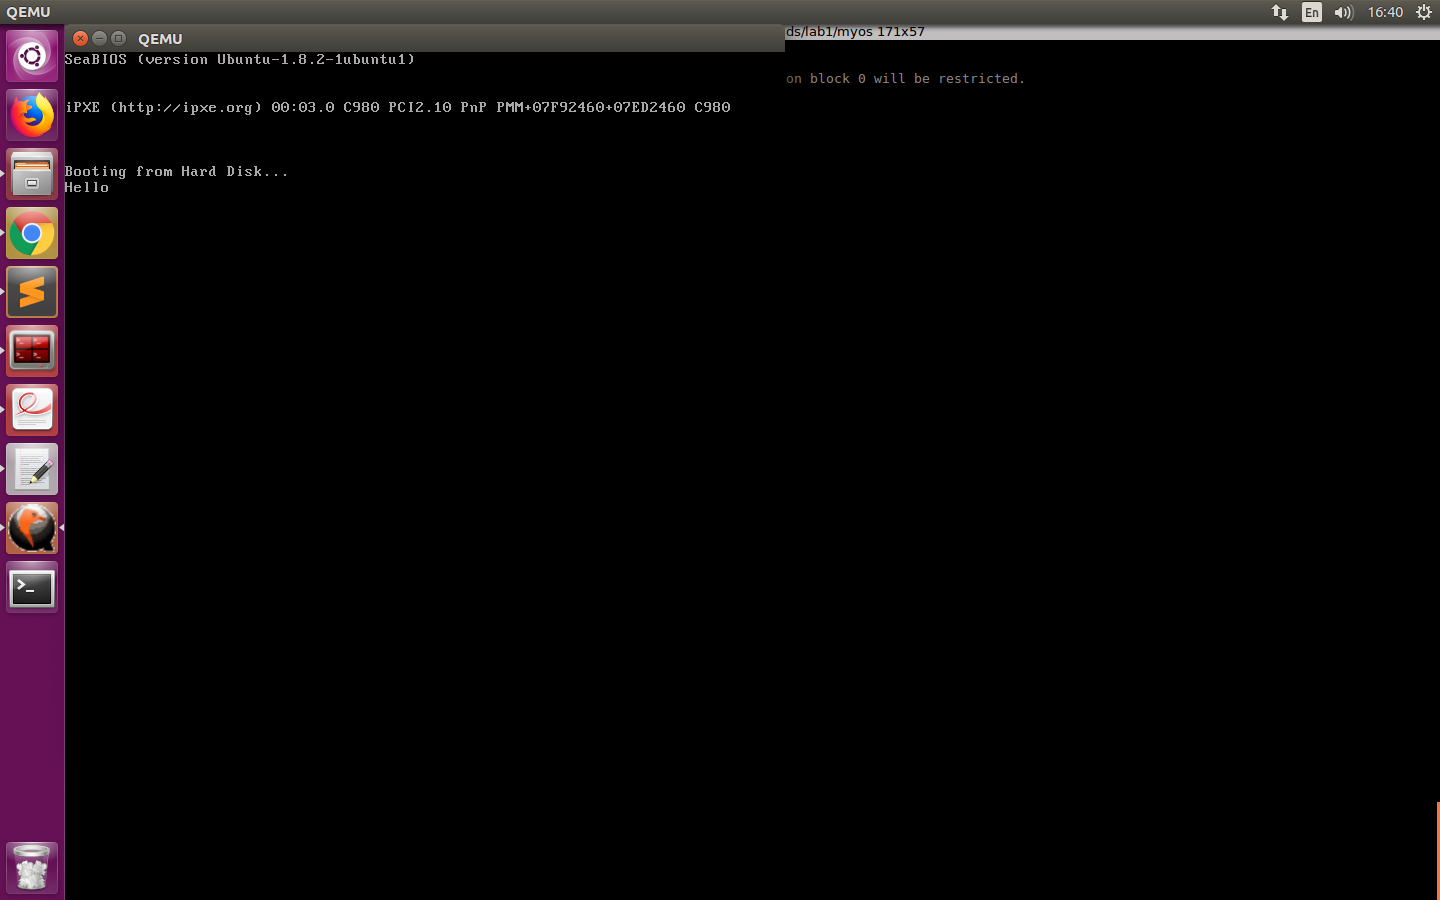 QEMU
En
16:40
QEMU
ds/lab1/myos 171x57
SeaBIOS (version Ubuntu-1.8.2-1ubuntu1)
on block 0 will be restricted.
iPXE (http://ipxe.org) 00:03.0 C980 PCI2.10 PnP PMM+07F92460+07ED2460 C980
Booting from Hard Disk...
Hello